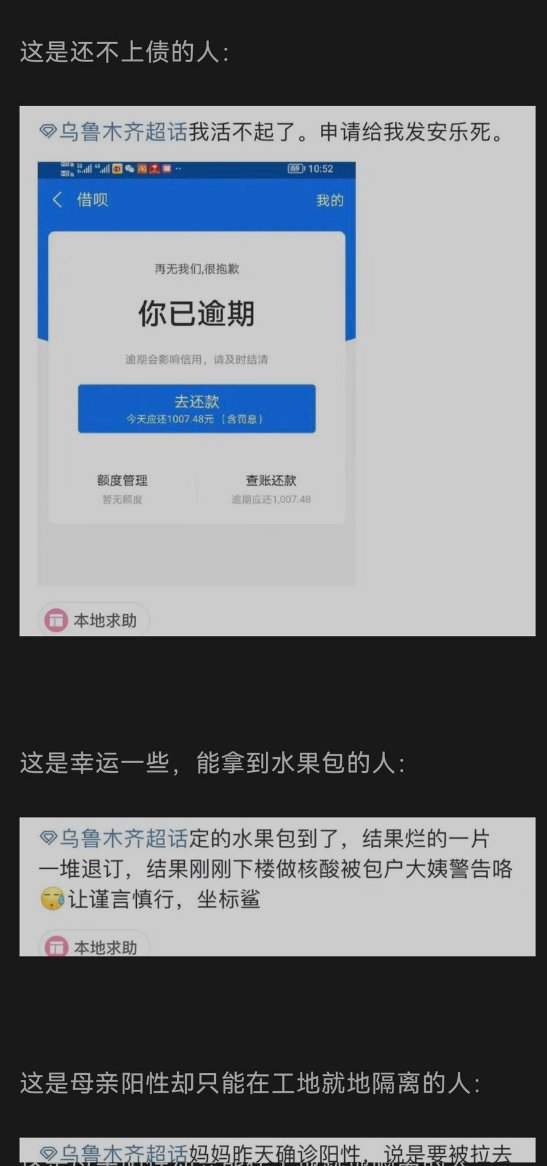 这是还不上债的人：
乌鲁木齐超话我活不起了。申请给我发安乐死。
10:52
借呗
我的
再无我们,很抱歉
你已逾期
逾期会影响信用，请及时结清
去还款
今天应还1007.48元（含罚息）
额度管理 查账还款
暂无额度 逾期应还1,007.48
本地求助
这是幸运一些，能拿到水果包的人：
乌鲁木齐超话定的水果包到了，结果烂的一片
一堆退订，结果刚刚下楼做核酸被包户大姨警告咯
让谨言慎行，坐标鲨
本地求助
这是母亲阳性却只能在工地就地隔离的人：
乌鲁木齐超话妈妈昨天确诊阳性，说是要被拉去